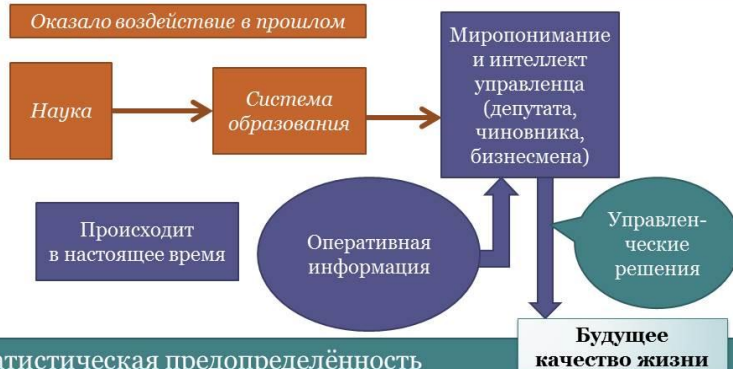 Оказало воздействие в прошлом
Миропонимание
и интеллект
управленца
(депутата,
чиновника,
бизнесмена)
Наука
Система
образования
Происходит
в настоящее время
Оперативная
информация
Управлен-
ческие
решения
Будущее
качество жизни
предопределённость